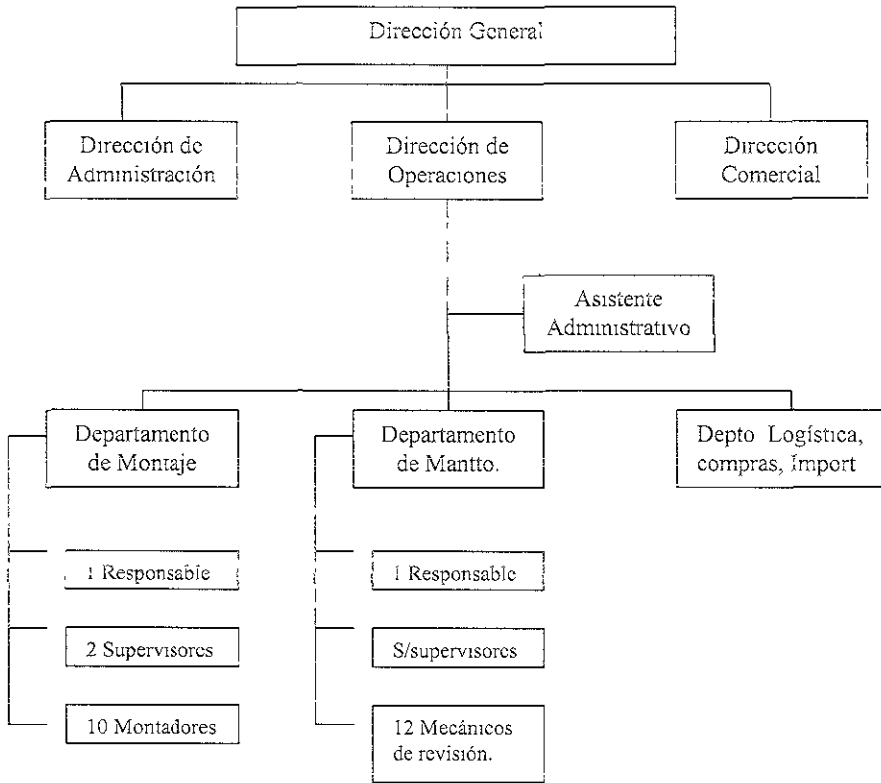 Dirección General
Dirección de
Administración
Dirección de
Operaciones
Dirección
Comercial
Asistente
Administrativo
Departamento
de Montaje
Departamento
de Mantto.
Depto Logística,
compras, Import
1 Responsable
1 Responsable
2 Supervisores
S/supervisores
10 Montadores
12 Mecánicos
de revisión.